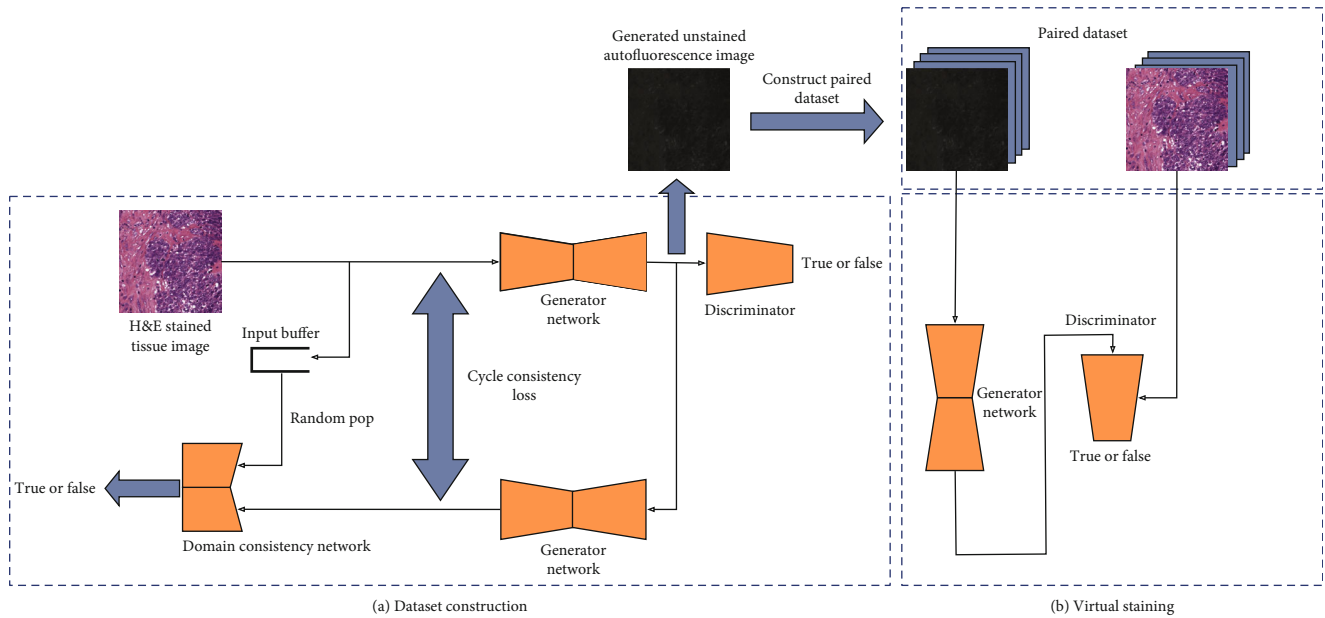 Generated unstained
autofluorescence image
Construct paired
dataset
Paired dataset
H&E stained
tissue image
Input buffer
Random pop
Cycle consistency
loss
Generator
network
Discriminator
True or false
True or false
Domain consistency network
Generator
network
(a) Dataset construction
Discriminator
Generator
network
True or false
(b) Virtual staining